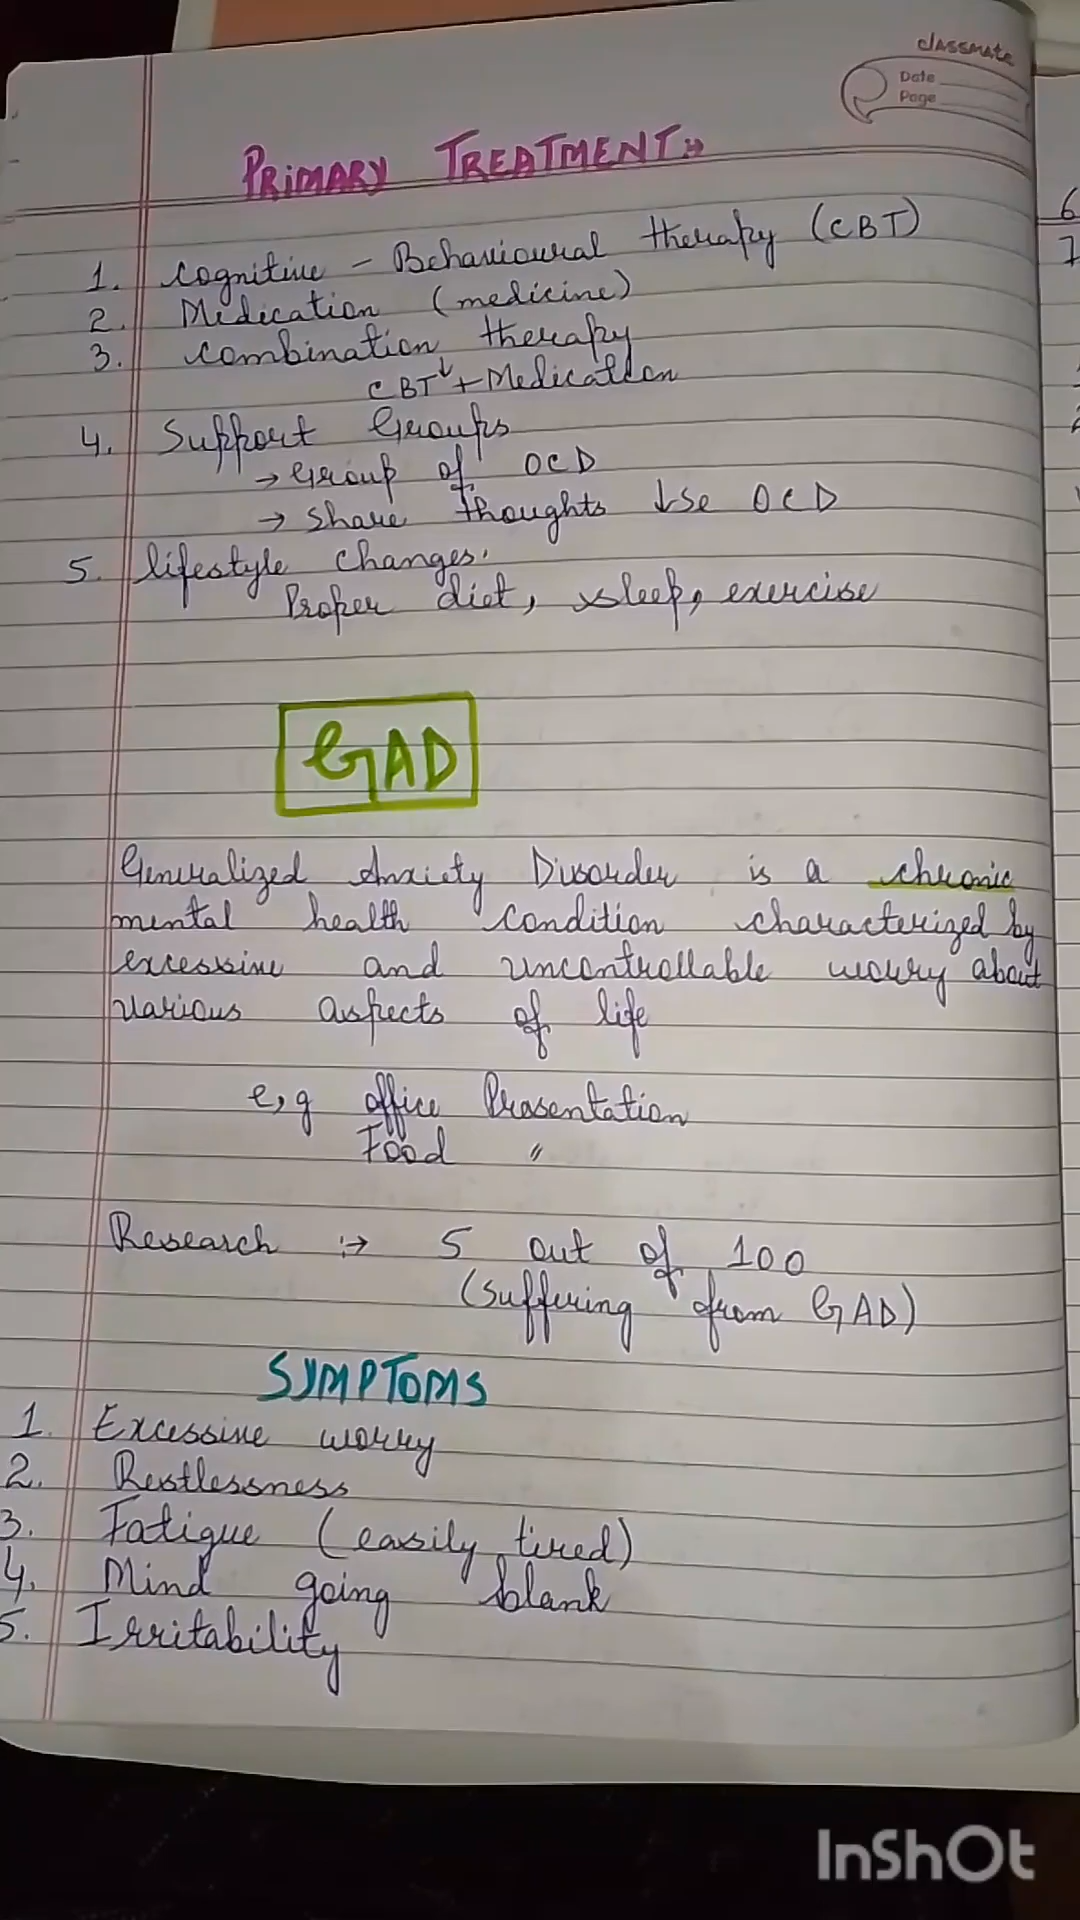 classmate
Date
Page
PRIMARY TREATMENT:→
1. Cognitive - Behavioural therapy (CBT)
2. Medication (medicine)
3. Combination therapy
↓
CBT + Medication
4. Support Groups
→ Group of OCD
→ Share thoughts ↓se OCD
5. lifestyle changes.
Proper diet, sleep, exercise
GAD
Generalized Anxiety Disorder is a chronic
mental health condition characterized by
excessive and uncontrollable worry about
various aspects of life
e,g office Prasentation
Food "
Research :→ 5 out of 100
(suffering from GAD)
SYMPTOMS
1. Excessive worry
2. Restlessness
3. Fatigue (easily tired)
4. Mind going blank
5. Irritability
6
7
InShOt